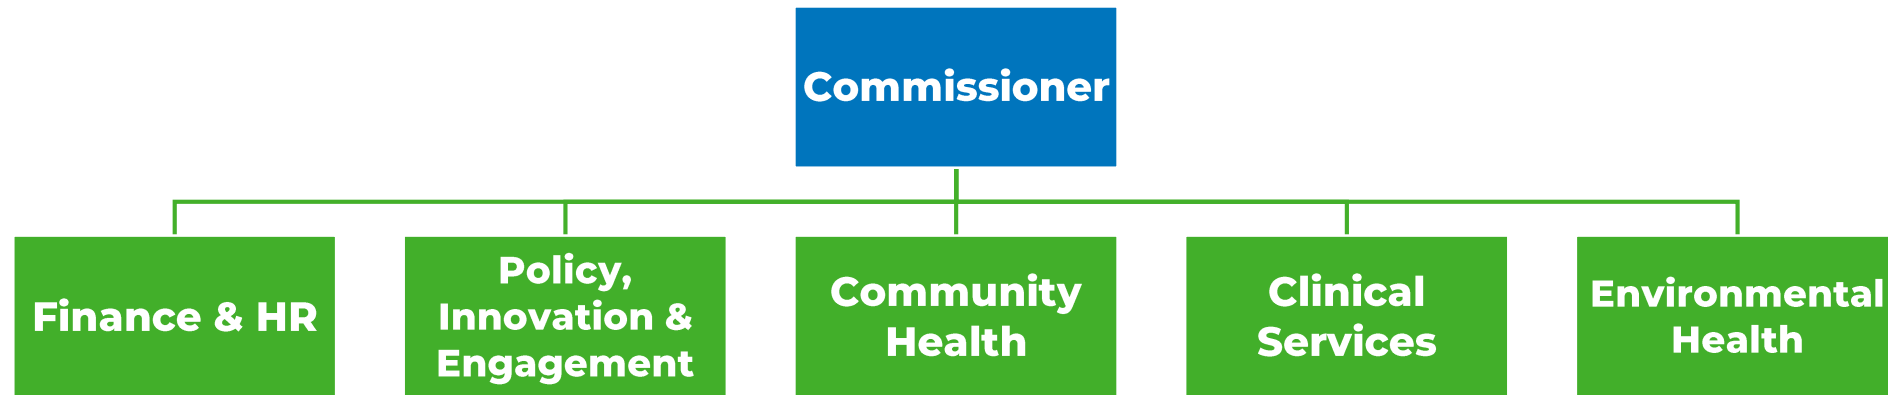 Commissioner
Finance & HR
Policy,
Innovation &
Engagement
Community
Health
Clinical
Services
Environmental
Health